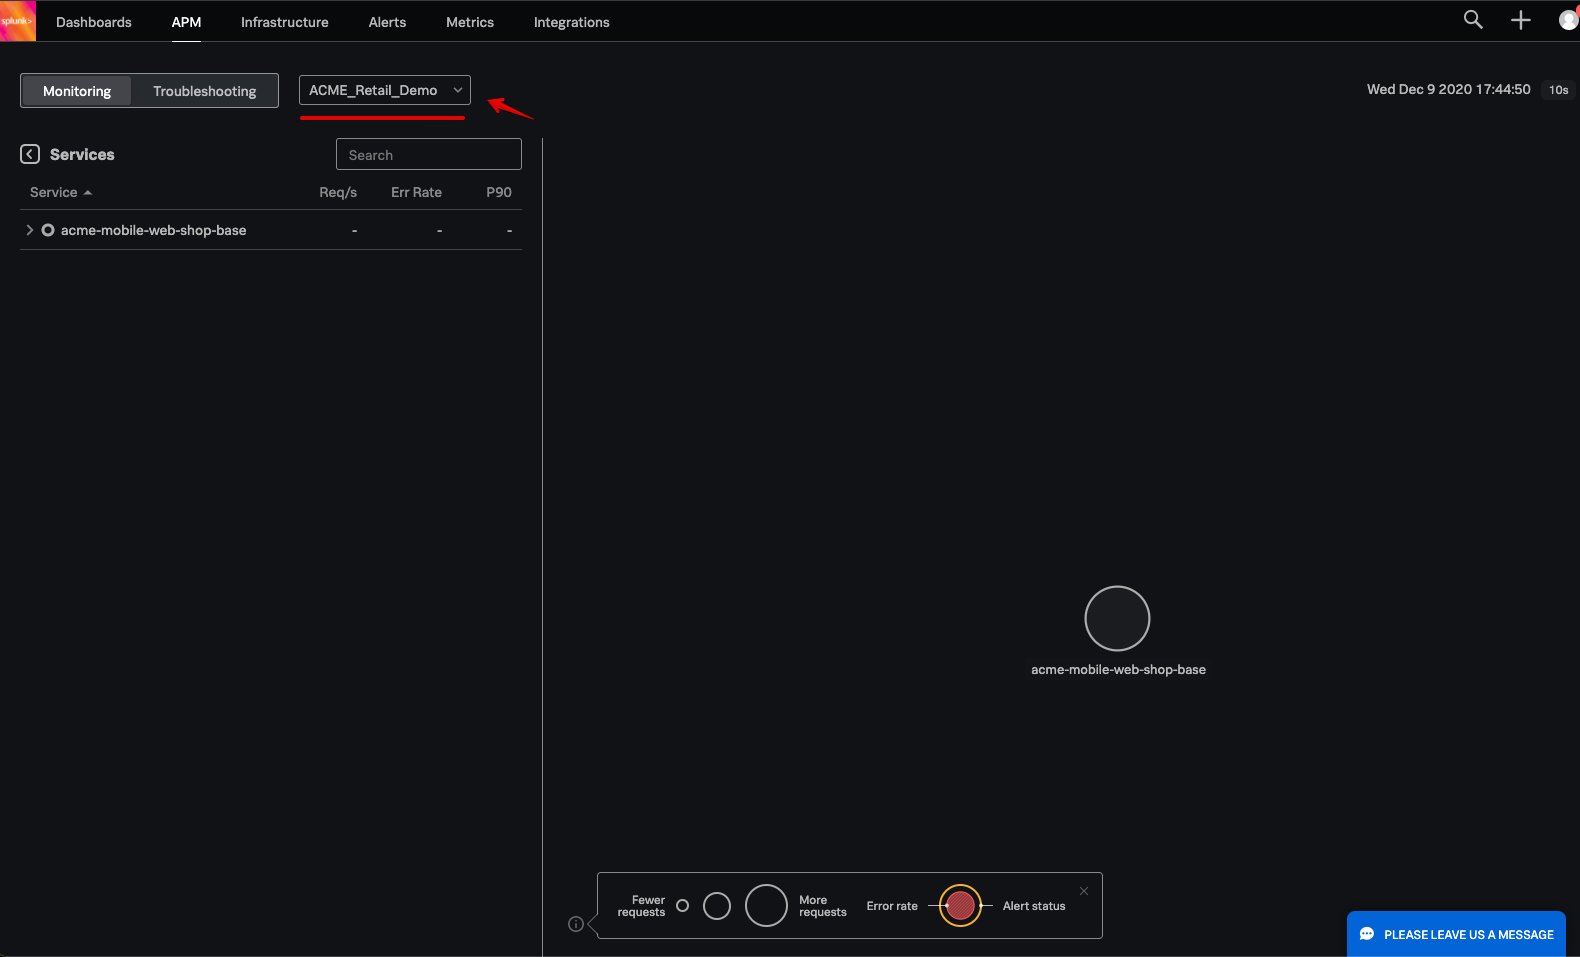 splunk>
Dashboards APM Infrastructure Alerts Metrics Integrations
Monitoring Troubleshooting ACME_Retail_Demo Wed Dec 9 2020 17:44:50 10s
Services Search
Service Req/s Err Rate P90
acme-mobile-web-shop-base - - -
acme-mobile-web-shop-base
Fewer
requests
More
requests
Error rate
Alert status
PLEASE LEAVE US A MESSAGE